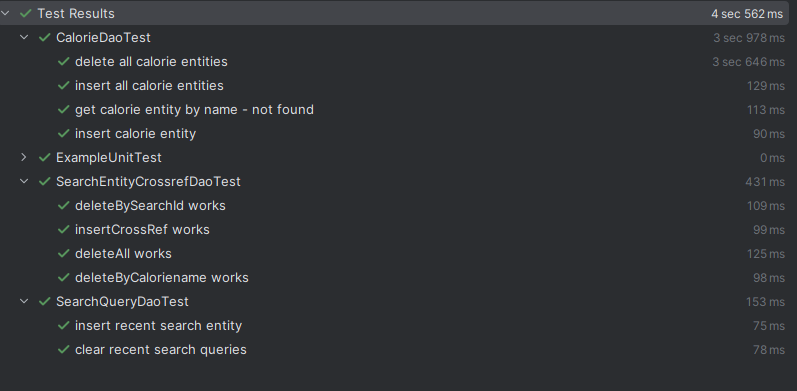 Test Results 4 sec 562 ms
CalorieDaoTest 3 sec 978 ms
delete all calorie entities 3 sec 646 ms
insert all calorie entities 129 ms
get calorie entity by name - not found 113 ms
insert calorie entity 90 ms
ExampleUnitTest 0 ms
SearchEntityCrossrefDaoTest 431 ms
deleteBySearchId works 109 ms
insertCrossRef works 99 ms
deleteAll works 125 ms
deleteByCaloriename works 98 ms
SearchQueryDaoTest 153 ms
insert recent search entity 75 ms
clear recent search queries 78 ms